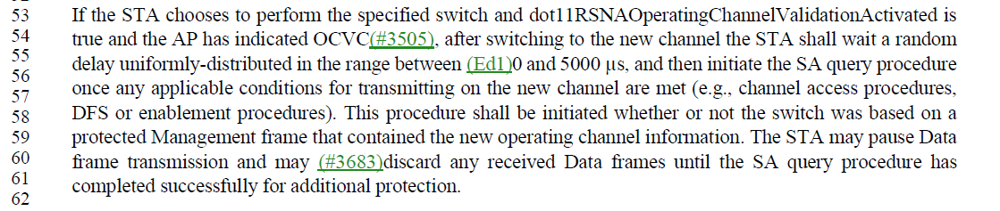 53 If the STA chooses to perform the specified switch and dot11RSNAOperatingChannelValidationActivated is
54 true and the AP has indicated OCVC(#3505), after switching to the new channel the STA shall wait a random
55 delay uniformly-distributed in the range between (Ed1)0 and 5000 µs, and then initiate the SA query procedure
56
57 once any applicable conditions for transmitting on the new channel are met (e.g., channel access procedures,
58 DFS or enablement procedures). This procedure shall be initiated whether or not the switch was based on a
59 protected Management frame that contained the new operating channel information. The STA may pause Data
60 frame transmission and may (#3683)discard any received Data frames until the SA query procedure has
61 completed successfully for additional protection.
62